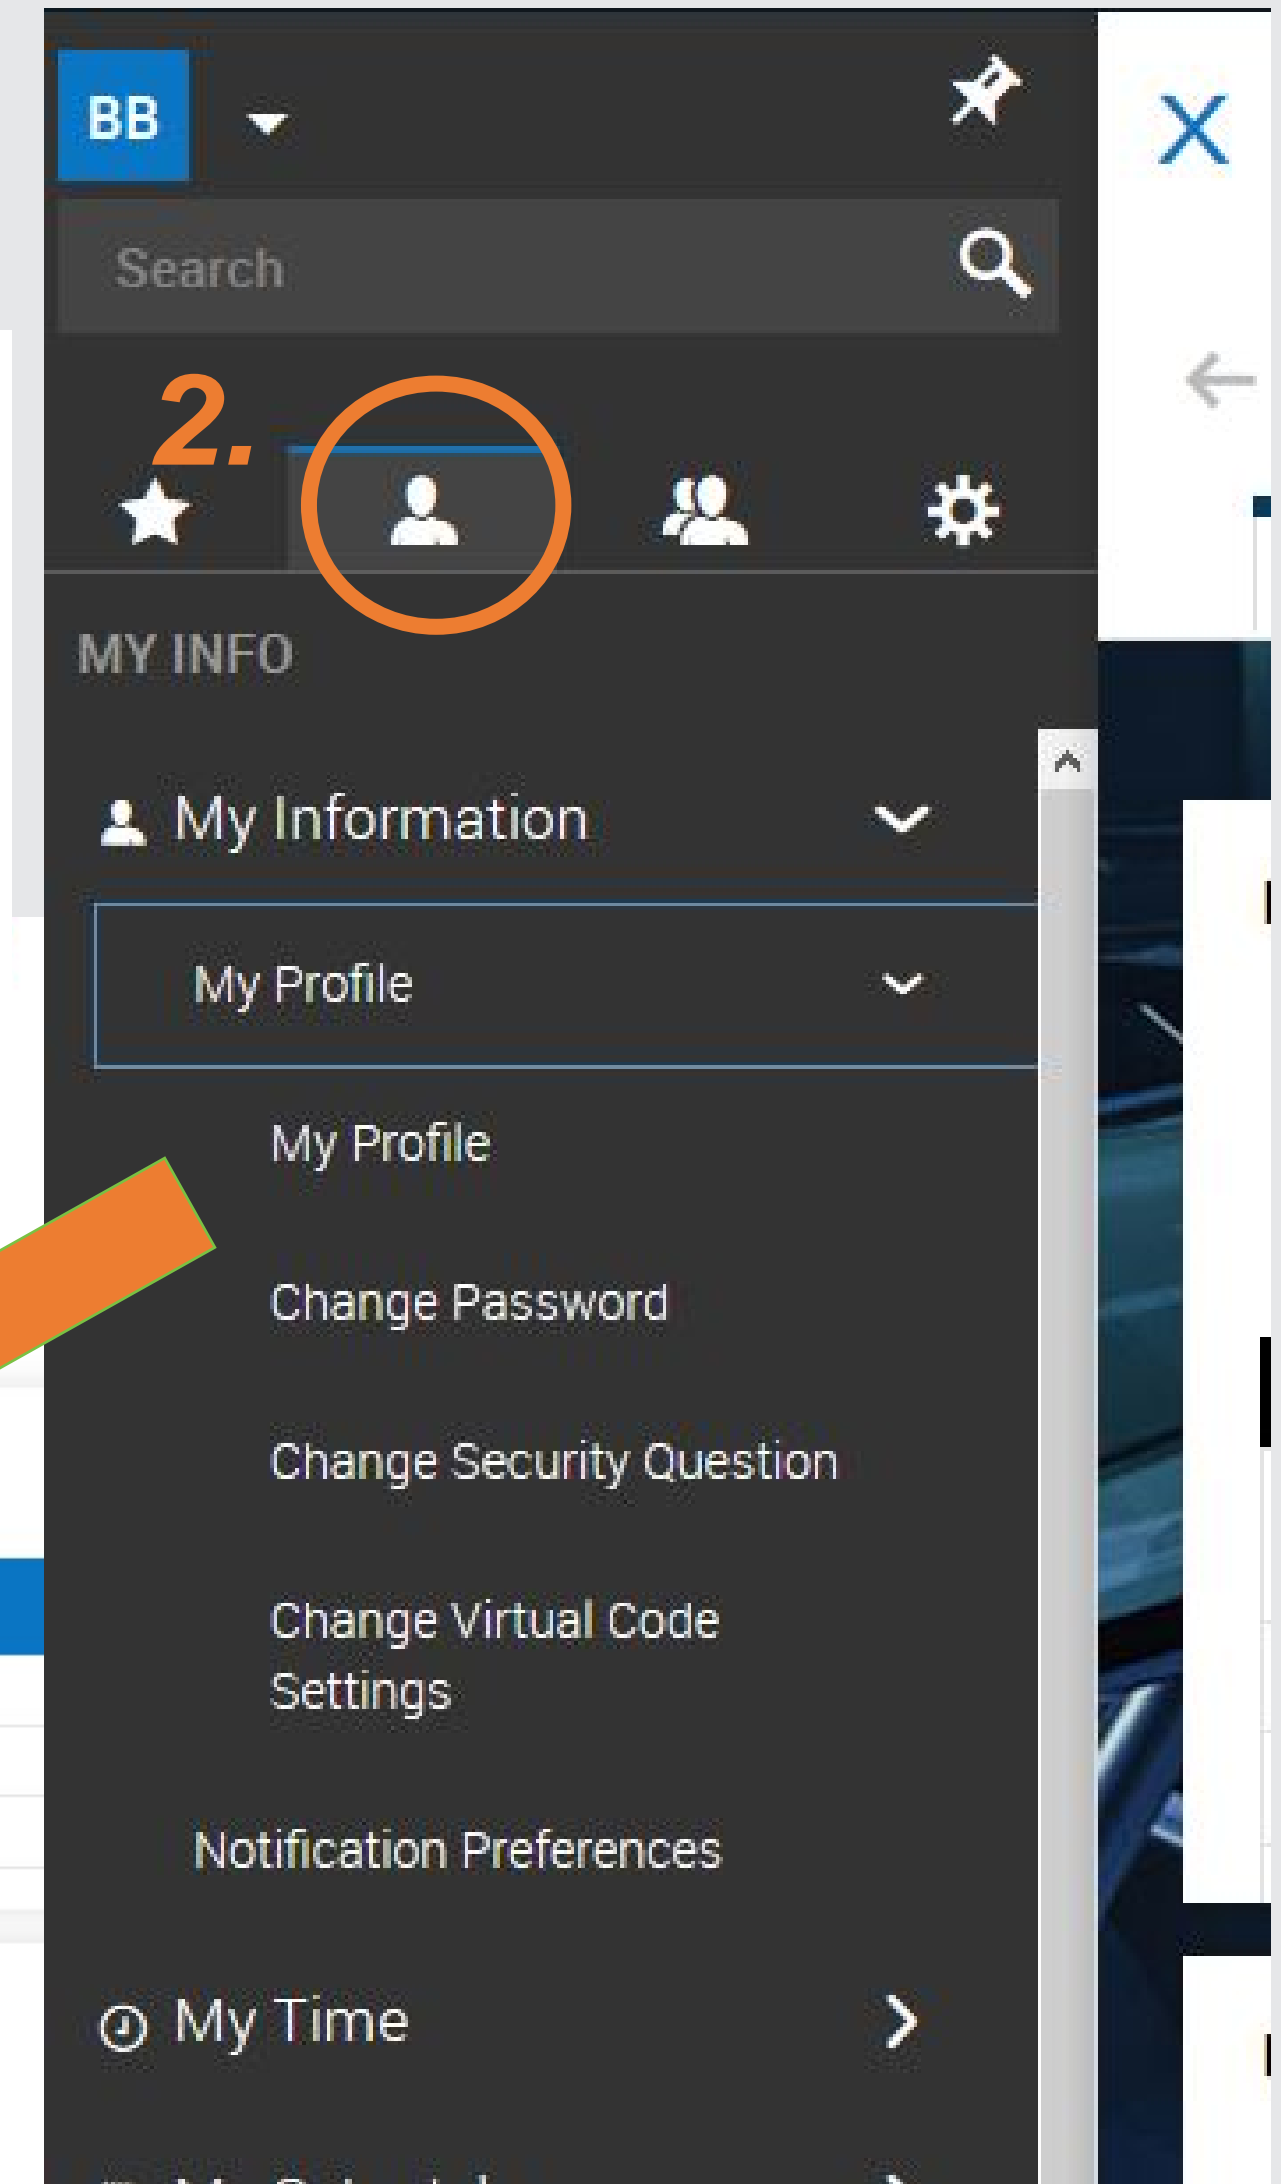 BB
Search
2.
MY INFO
My Information
My Profile
My Profile
Change Password
Change Security Question
Change Virtual Code
Settings
Notification Preferences
My Time